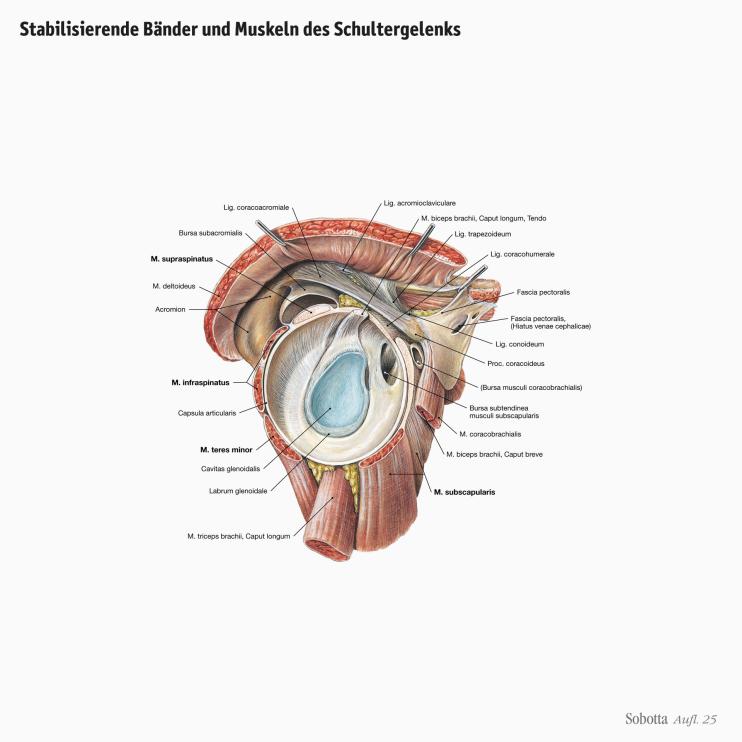 Stabilisierende Bänder und Muskeln des Schultergelenks
Lig. coracoacromiale
Bursa subacromialis
M. supraspinatus
M. deltoideus
Acromion
M. infraspinatus
Capsula articularis
M. teres minor
Cavitas glenoidalis
Labrum glenoidale
M. triceps brachii, Caput longum
Lig. acromioclaviculare
M. biceps brachii, Caput longum, Tendo
Lig. trapezoideum
Lig. coracohumerale
Fascia pectoralis
Fascia pectoralis,
(Hiatus venae cephalicae)
Lig. conoideum
Proc. coracoideus
(Bursa musculi coracobrachialis)
Bursa subtendinea
musculi subscapularis
M. coracobrachialis
M. biceps brachii, Caput breve
M. subscapularis
Sobotta Aufl. 25